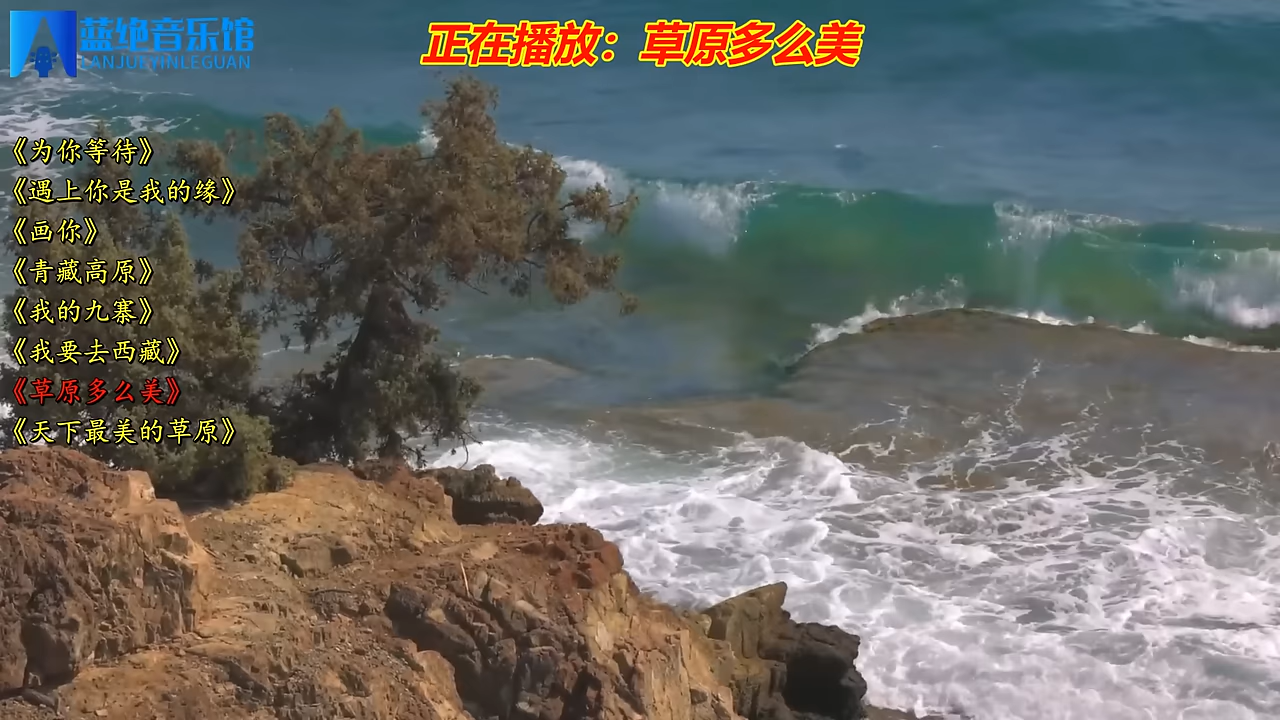 蓝绝音乐馆
LANJUEYINLEGUAN
正在播放：草原多么美
《为你等待》
《遇上你是我的缘》
《画你》
《青藏高原》
《我的九寨》
《我要去西藏》
《草原多么美》
《天下最美的草原》